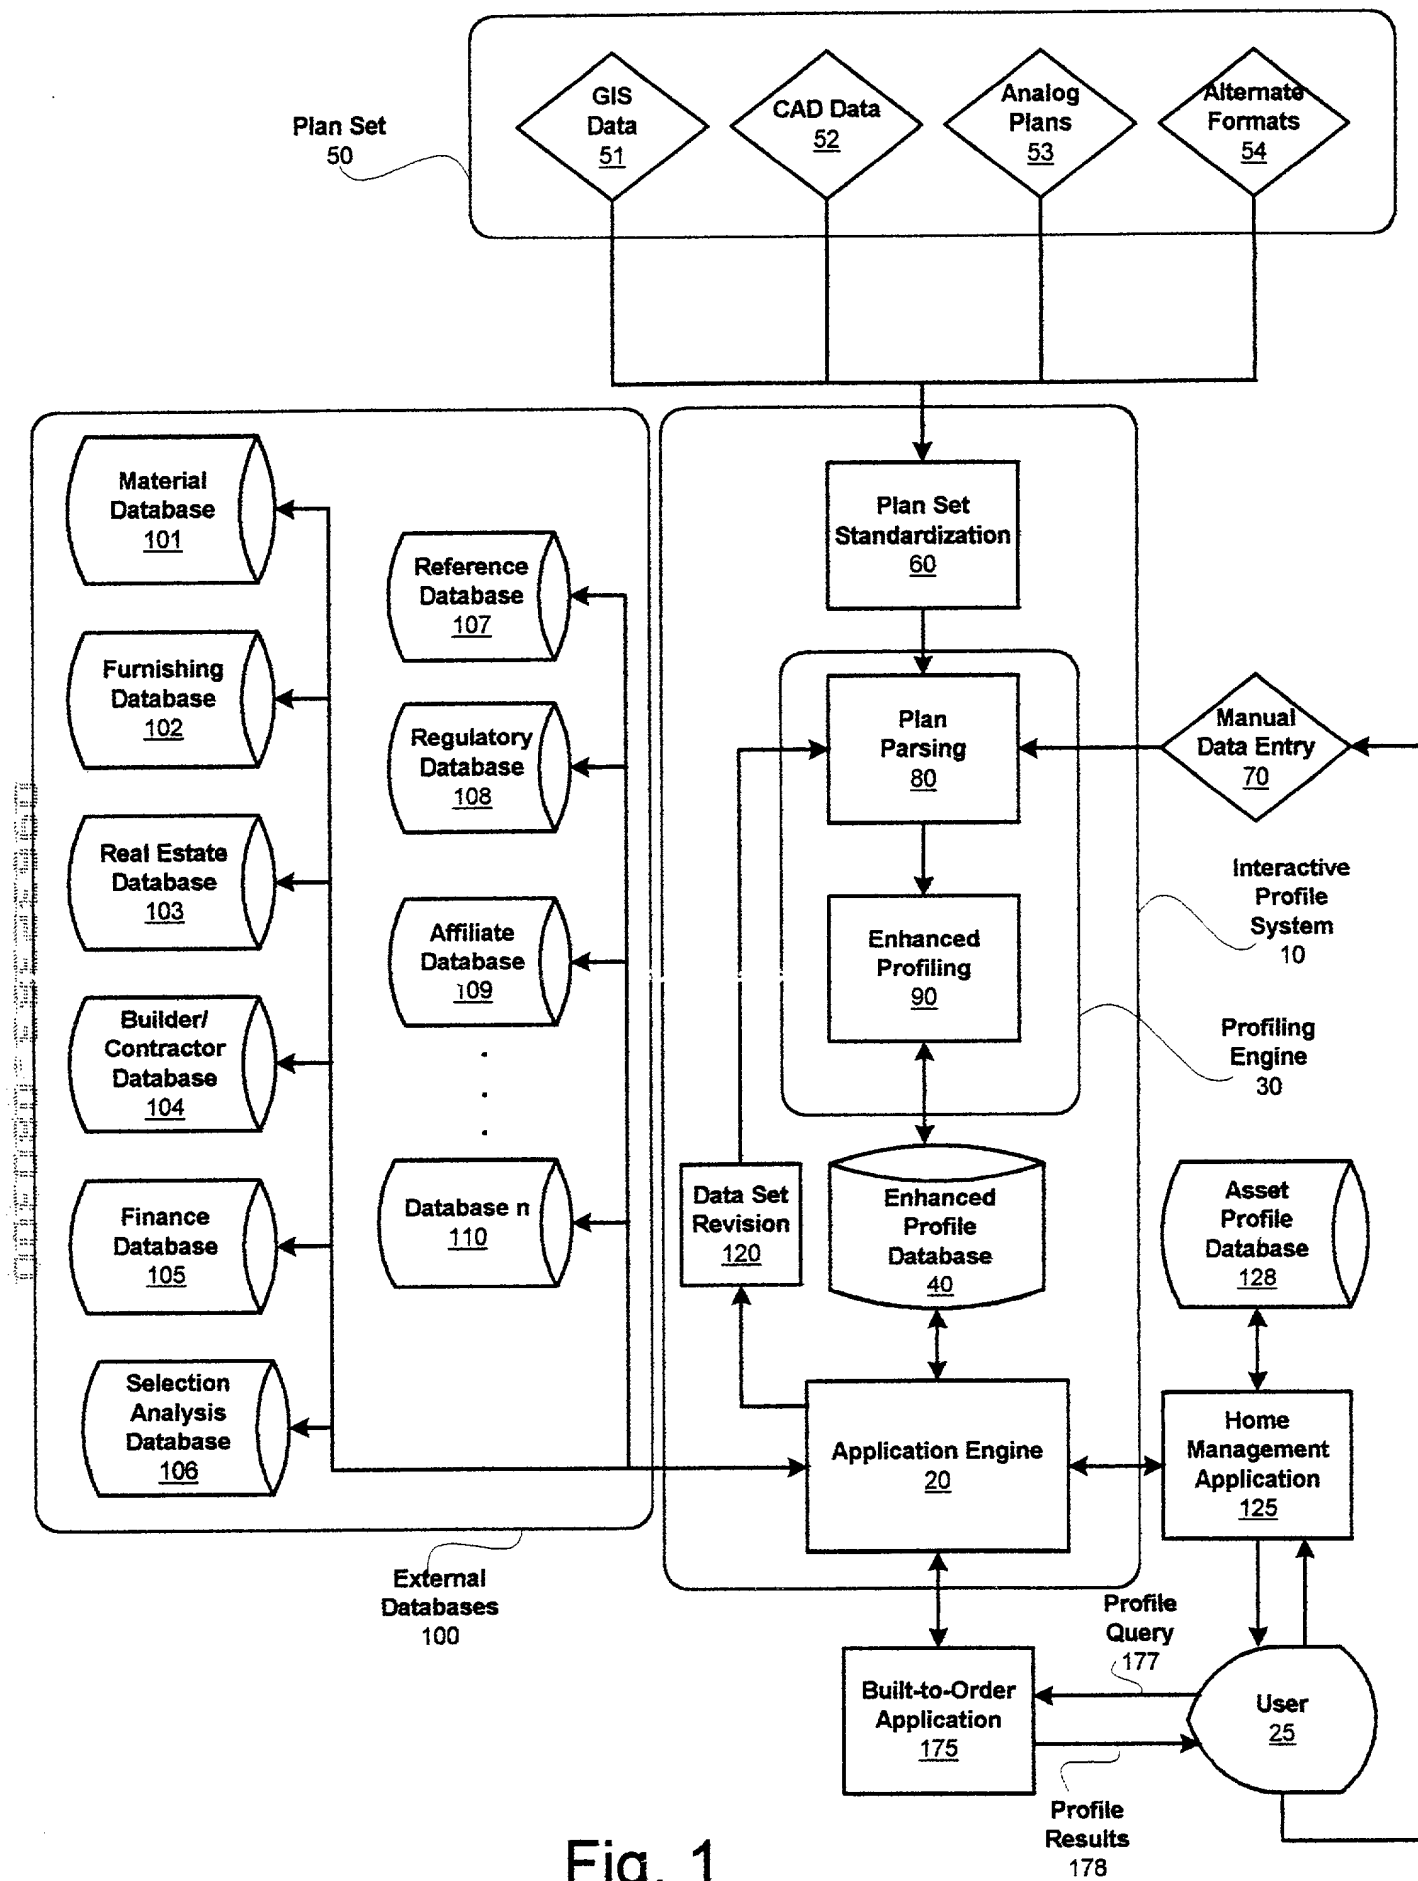 GIS
Data
51
CAD Data
52
Analog
Plans
53
Alternate
Formats
54
Plan Set
50
Material
Database
101
Reference
Database
107
Furnishing
Database
102
Regulatory
Database
108
Real Estate
Database
103
Affiliate
Database
109
Builder/
Contractor
Database
104
Finance
Database
105
Database n
110
Selection
Analysis
Database
106
External
Databases
100
Plan Set
Standardization
60
Plan
Parsing
80
Manual
Data Entry
70
Interactive
Profile
System
10
Enhanced
Profiling
90
Profiling
Engine
30
Data Set
Revision
120
Enhanced
Profile
Database
40
Asset
Profile
Database
128
Application Engine
20
Home
Management
Application
125
Profile
Query
177
Built-to-Order
Application
175
User
25
Profile
Results
178
Fig. 1